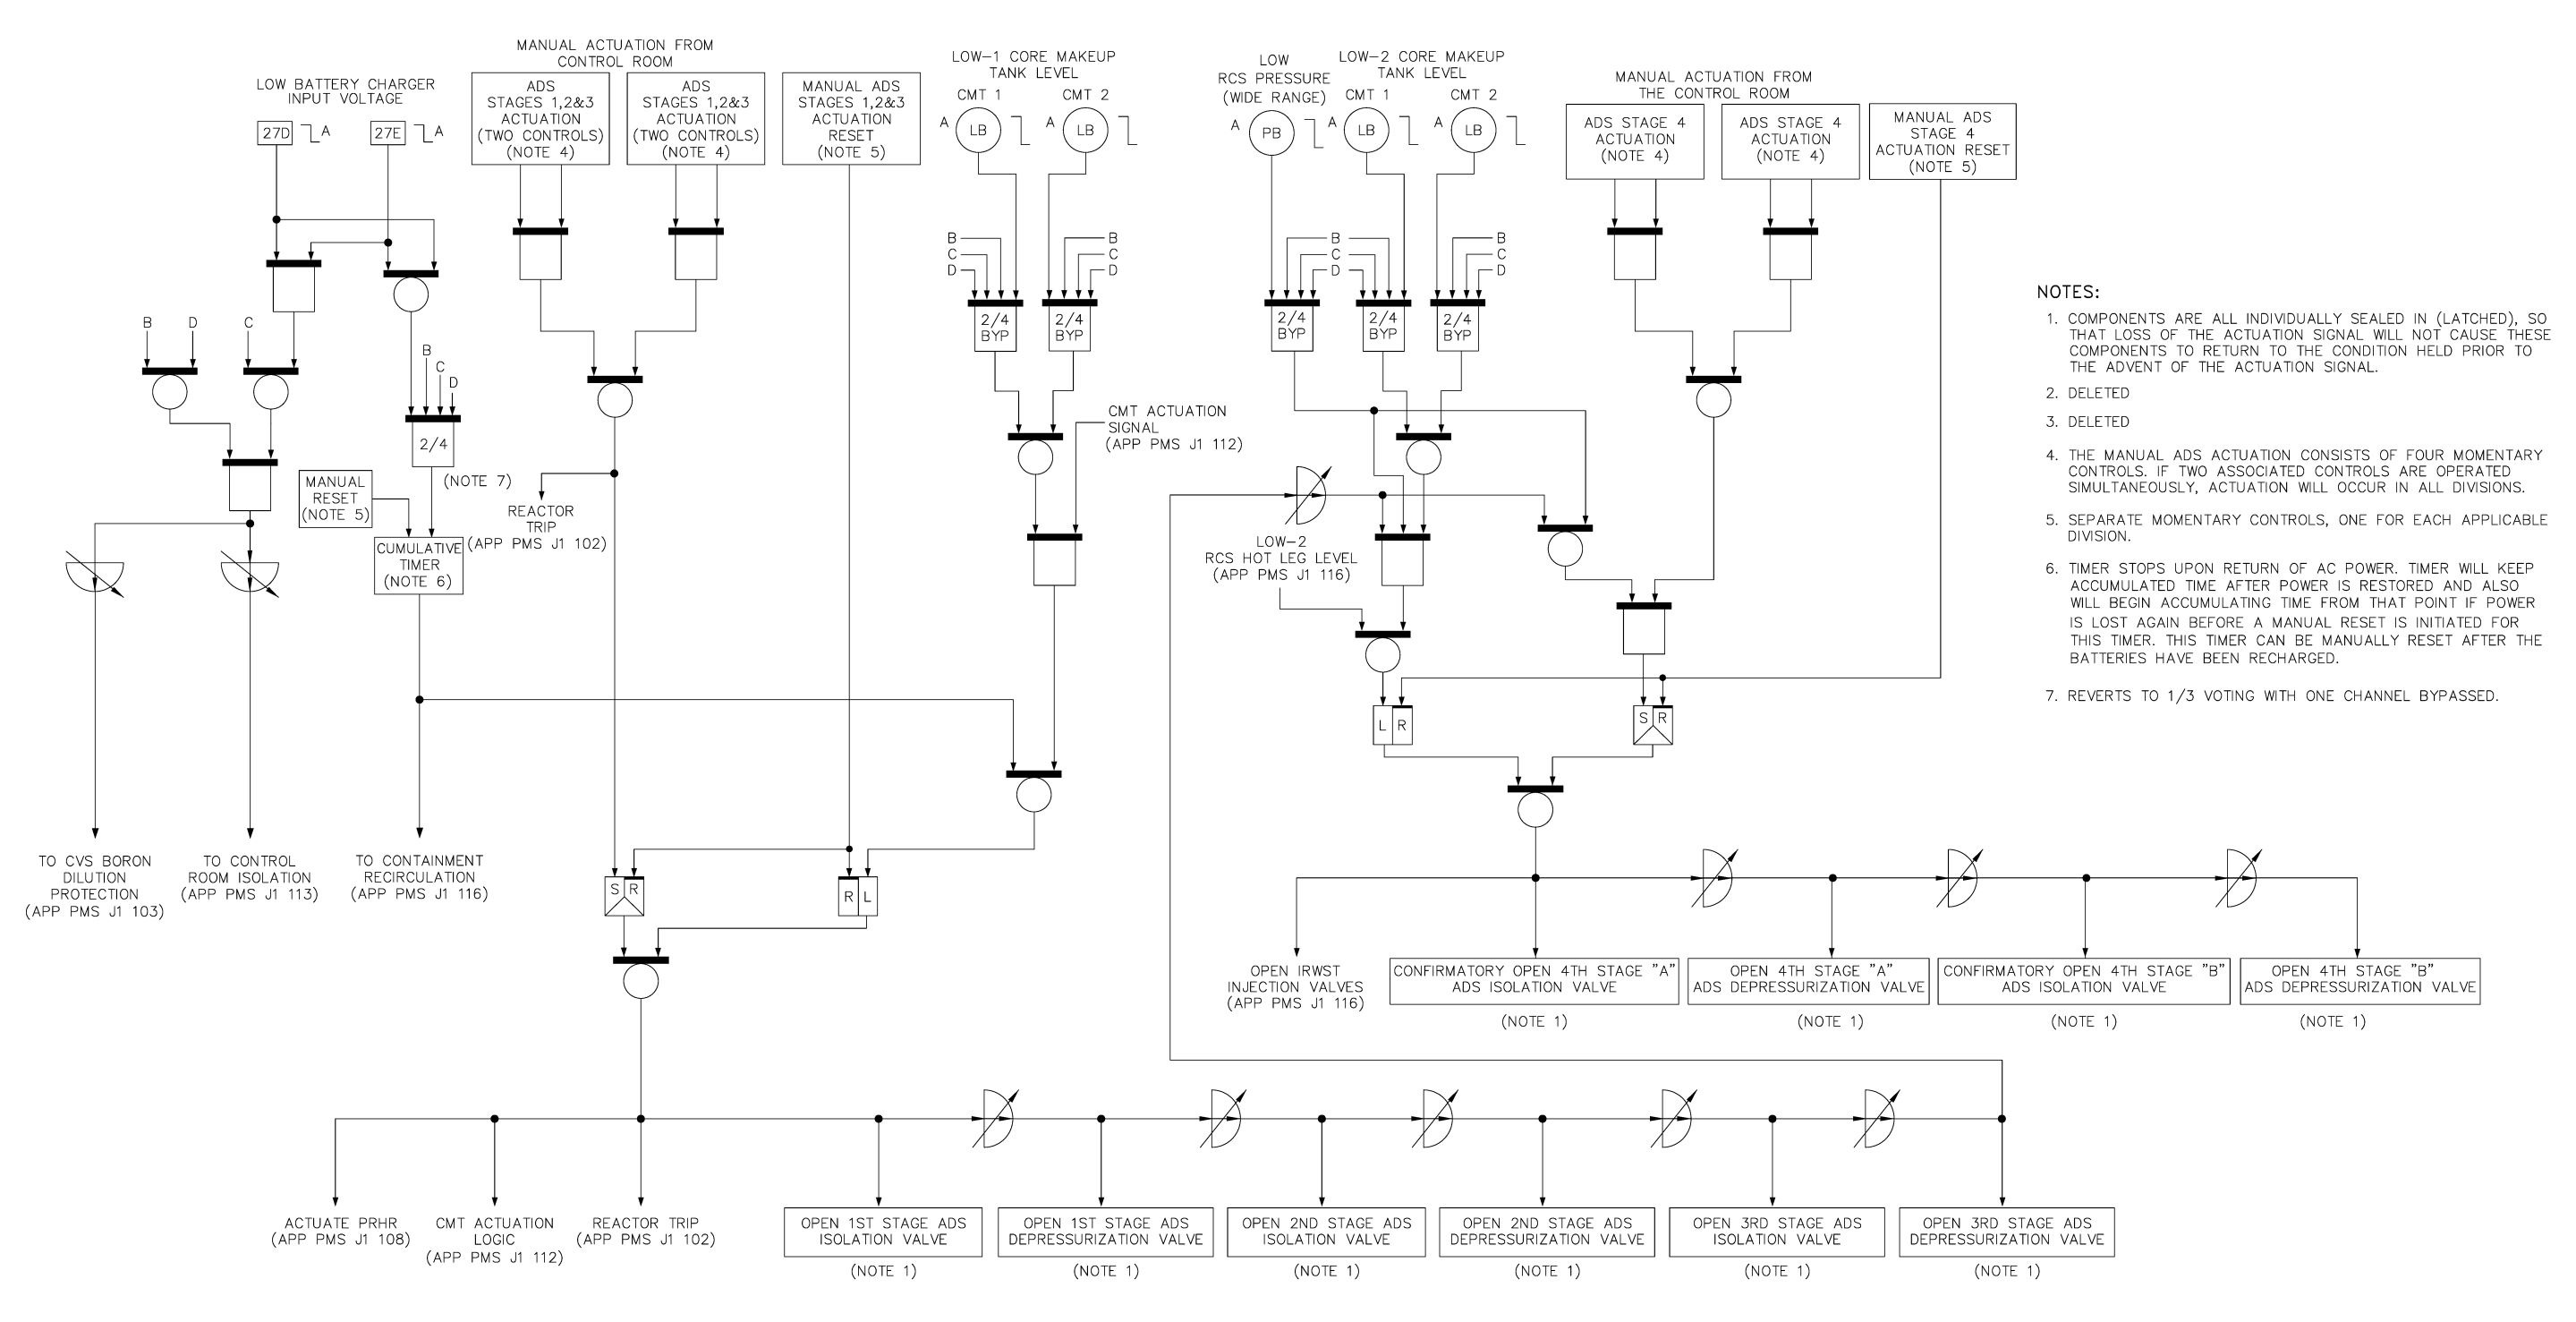 MANUAL ACTUATION FROM
CONTROL ROOM
LOW BATTERY CHARGER
INPUT VOLTAGE
27D
A
27E
A
ADS
STAGES 1,2&3
ACTUATION
(TWO CONTROLS)
(NOTE 4)
ADS
STAGES 1,2&3
ACTUATION
(TWO CONTROLS)
(NOTE 4)
MANUAL ADS
STAGES 1,2&3
ACTUATION
RESET
(NOTE 5)
LOW-1 CORE MAKEUP
TANK LEVEL
CMT 1
CMT 2
A
LB
A
LB
LOW
RCS PRESSURE
(WIDE RANGE)
A
PB
LOW-2 CORE MAKEUP
TANK LEVEL
CMT 1
CMT 2
A
LB
A
LB
MANUAL ACTUATION FROM
THE CONTROL ROOM
ADS STAGE 4
ACTUATION
(NOTE 4)
ADS STAGE 4
ACTUATION
(NOTE 4)
MANUAL ADS
STAGE 4
ACTUATION RESET
(NOTE 5)
B
C
D
B
C
D
B
C
D
B
C
D
2/4
BYP
2/4
BYP
2/4
BYP
2/4
BYP
2/4
BYP
B
D
C
B
C
D
2/4
(NOTE 7)
MANUAL
RESET
(NOTE 5)
CUMULATIVE
TIMER
(NOTE 6)
REACTOR
TRIP
(APP PMS J1 102)
CMT ACTUATION
SIGNAL
(APP PMS J1 112)
LOW-2
RCS HOT LEG LEVEL
(APP PMS J1 116)
L
R
S
R
NOTES:
1. COMPONENTS ARE ALL INDIVIDUALLY SEALED IN (LATCHED), SO
THAT LOSS OF THE ACTUATION SIGNAL WILL NOT CAUSE THESE
COMPONENTS TO RETURN TO THE CONDITION HELD PRIOR TO
THE ADVENT OF THE ACTUATION SIGNAL.
2. DELETED
3. DELETED
4. THE MANUAL ADS ACTUATION CONSISTS OF FOUR MOMENTARY
CONTROLS. IF TWO ASSOCIATED CONTROLS ARE OPERATED
SIMULTANEOUSLY, ACTUATION WILL OCCUR IN ALL DIVISIONS.
5. SEPARATE MOMENTARY CONTROLS, ONE FOR EACH APPLICABLE
DIVISION.
6. TIMER STOPS UPON RETURN OF AC POWER. TIMER WILL KEEP
ACCUMULATED TIME AFTER POWER IS RESTORED AND ALSO
WILL BEGIN ACCUMULATING TIME FROM THAT POINT IF POWER
IS LOST AGAIN BEFORE A MANUAL RESET IS INITIATED FOR
THIS TIMER. THIS TIMER CAN BE MANUALLY RESET AFTER THE
BATTERIES HAVE BEEN RECHARGED.
7. REVERTS TO 1/3 VOTING WITH ONE CHANNEL BYPASSED.
TO CVS BORON
DILUTION
PROTECTION
(APP PMS J1 103)
TO CONTROL
ROOM ISOLATION
(APP PMS J1 113)
TO CONTAINMENT
RECIRCULATION
(APP PMS J1 116)
S
R
R
L
OPEN IRWST
INJECTION VALVES
(APP PMS J1 116)
CONFIRMATORY OPEN 4TH STAGE "A"
ADS ISOLATION VALVE
(NOTE 1)
OPEN 4TH STAGE "A"
ADS DEPRESSURIZATION VALVE
(NOTE 1)
CONFIRMATORY OPEN 4TH STAGE "B"
ADS ISOLATION VALVE
(NOTE 1)
OPEN 4TH STAGE "B"
ADS DEPRESSURIZATION VALVE
(NOTE 1)
ACTUATE PRHR
(APP PMS J1 108)
CMT ACTUATION
LOGIC
(APP PMS J1 112)
REACTOR TRIP
(APP PMS J1 102)
OPEN 1ST STAGE ADS
ISOLATION VALVE
(NOTE 1)
OPEN 1ST STAGE ADS
DEPRESSURIZATION VALVE
(NOTE 1)
OPEN 2ND STAGE ADS
ISOLATION VALVE
(NOTE 1)
OPEN 2ND STAGE ADS
DEPRESSURIZATION VALVE
(NOTE 1)
OPEN 3RD STAGE ADS
ISOLATION VALVE
(NOTE 1)
OPEN 3RD STAGE ADS
DEPRESSURIZATION VALVE
(NOTE 1)